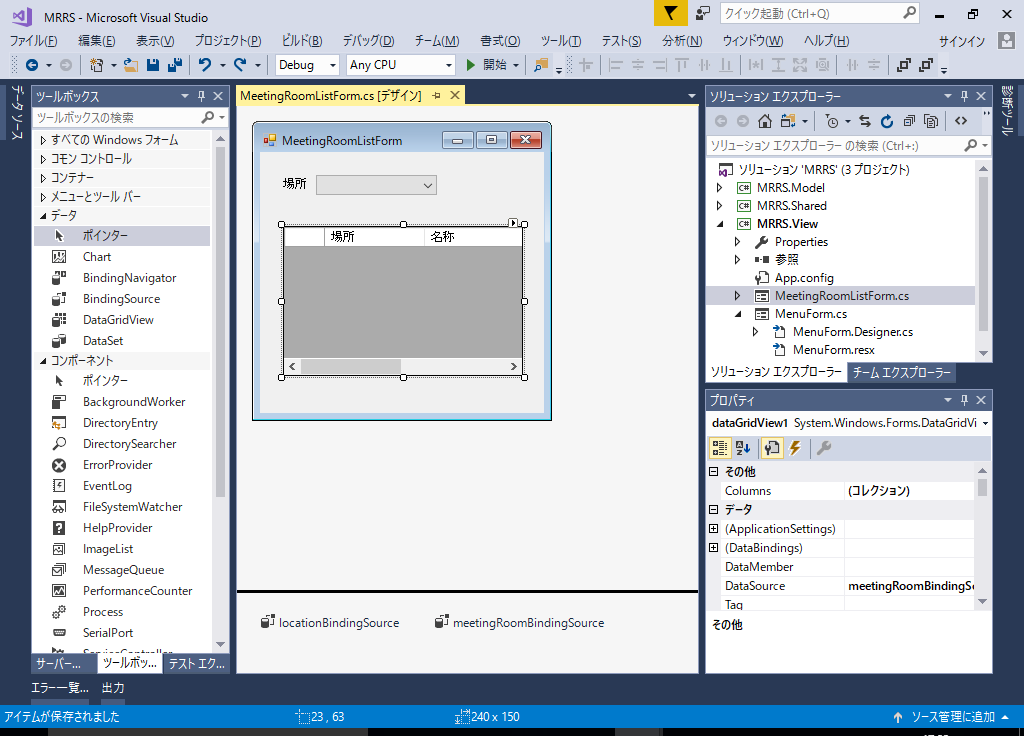 MRRS - Microsoft Visual Studio
クイック起動 (Ctrl+Q)
ファイル(F) 編集(E) 表示(V) プロジェクト(P) ビルド(B) デバッグ(D) チーム(M) 書式(O) ツール(T) テスト(S) 分析(N) ウィンドウ(W) ヘルプ(H) サインイン
Debug Any CPU 開始
データ ソース
ツールボックス
ツールボックスの検索
すべての Windows フォーム
コモン コントロール
コンテナー
メニューとツール バー
データ
ポインター
Chart
BindingNavigator
BindingSource
DataGridView
DataSet
コンポーネント
ポインター
BackgroundWorker
DirectoryEntry
DirectorySearcher
ErrorProvider
EventLog
FileSystemWatcher
HelpProvider
ImageList
MessageQueue
PerformanceCounter
Process
SerialPort
ServiceController
サーバー... ツールボッ... テスト エク...
MeetingRoomListForm.cs [デザイン]
MeetingRoomListForm
場所
場所 名称
locationBindingSource meetingRoomBindingSource
ソリューション エクスプローラー
ソリューション エクスプローラー の検索 (Ctrl+:)
ソリューション 'MRRS' (3 プロジェクト)
MRRS.Model
MRRS.Shared
MRRS.View
Properties
参照
App.config
MeetingRoomListForm.cs
MenuForm.cs
MenuForm.Designer.cs
MenuForm.resx
ソリューション エクスプローラー チーム エクスプローラー
プロパティ
dataGridView1 System.Windows.Forms.DataGridVi
その他
Columns (コレクション)
データ
(ApplicationSettings)
(DataBindings)
DataMember
DataSource meetingRoomBindingS
Tag
その他
診断ツール
エラー一覧... 出力
アイテムが保存されました 23 , 63 240 x 150 ソース管理に追加